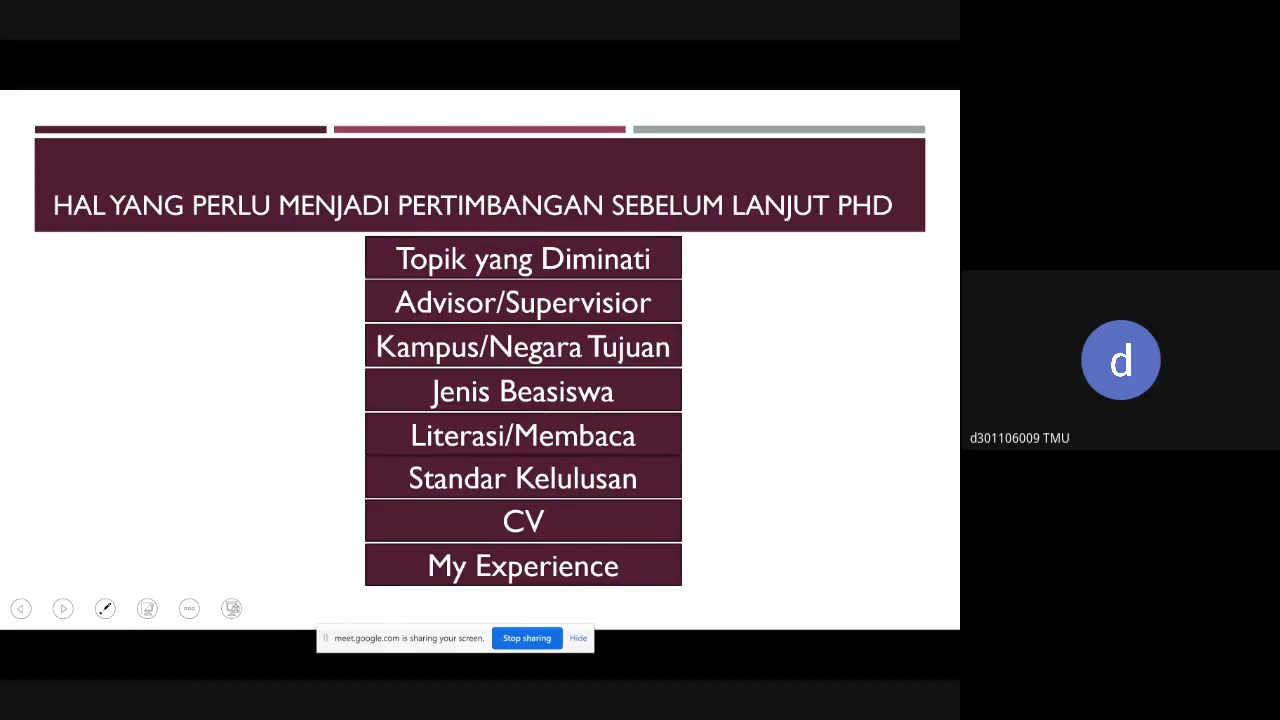 HAL YANG PERLU MENJADI PERTIMBANGAN SEBELUM LANJUT PHD
Topik yang Diminati
Advisor/Supervisior
Kampus/Negara Tujuan
Jenis Beasiswa
Literasi/Membaca
Standar Kelulusan
CV
My Experience
meet.google.com is sharing your screen. Stop sharing Hide
d
d301106009 TMU